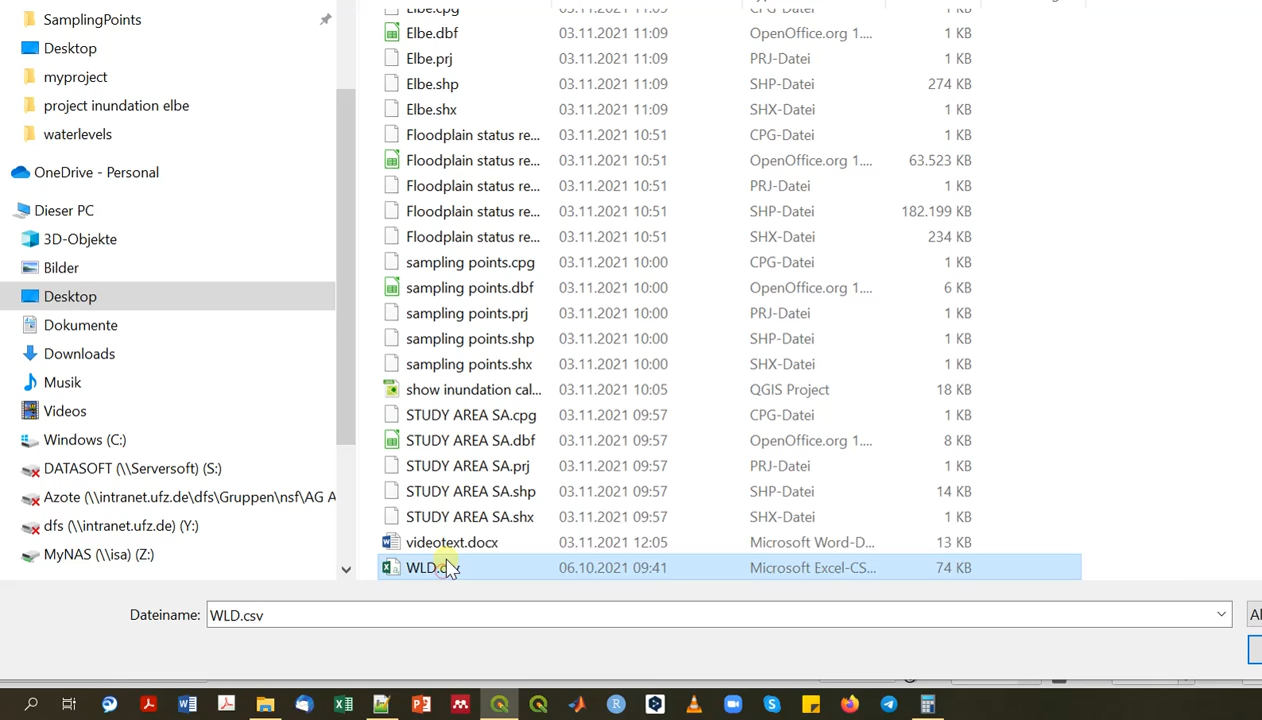 SamplingPoints
Desktop
myproject
project inundation elbe
waterlevels
OneDrive - Personal
Dieser PC
3D-Objekte
Bilder
Desktop
Dokumente
Downloads
Musik
Videos
Windows (C:)
DATASOFT (\\Serversoft) (S:)
Azote (\\intranet.ufz.de\dfs\Gruppen\nsf\AG A
dfs (\\intranet.ufz.de) (Y:)
MyNAS (\\isa) (Z:)
Elbe.cpg 03.11.2021 11:09 CPG-Datei 1 KB
Elbe.dbf 03.11.2021 11:09 OpenOffice.org 1.... 1 KB
Elbe.prj 03.11.2021 11:09 PRJ-Datei 1 KB
Elbe.shp 03.11.2021 11:09 SHP-Datei 274 KB
Elbe.shx 03.11.2021 11:09 SHX-Datei 1 KB
Floodplain status re... 03.11.2021 10:51 CPG-Datei 1 KB
Floodplain status re... 03.11.2021 10:51 OpenOffice.org 1.... 63.523 KB
Floodplain status re... 03.11.2021 10:51 PRJ-Datei 1 KB
Floodplain status re... 03.11.2021 10:51 SHP-Datei 182.199 KB
Floodplain status re... 03.11.2021 10:51 SHX-Datei 234 KB
sampling points.cpg 03.11.2021 10:00 CPG-Datei 1 KB
sampling points.dbf 03.11.2021 10:00 OpenOffice.org 1.... 6 KB
sampling points.prj 03.11.2021 10:00 PRJ-Datei 1 KB
sampling points.shp 03.11.2021 10:00 SHP-Datei 1 KB
sampling points.shx 03.11.2021 10:00 SHX-Datei 1 KB
show inundation cal... 03.11.2021 10:05 QGIS Project 18 KB
STUDY AREA SA.cpg 03.11.2021 09:57 CPG-Datei 1 KB
STUDY AREA SA.dbf 03.11.2021 09:57 OpenOffice.org 1.... 8 KB
STUDY AREA SA.prj 03.11.2021 09:57 PRJ-Datei 1 KB
STUDY AREA SA.shp 03.11.2021 09:57 SHP-Datei 14 KB
STUDY AREA SA.shx 03.11.2021 09:57 SHX-Datei 1 KB
videotext.docx 03.11.2021 12:05 Microsoft Word-D... 13 KB
WLD.csv 06.10.2021 09:41 Microsoft Excel-CS... 74 KB
Dateiname: WLD.csv